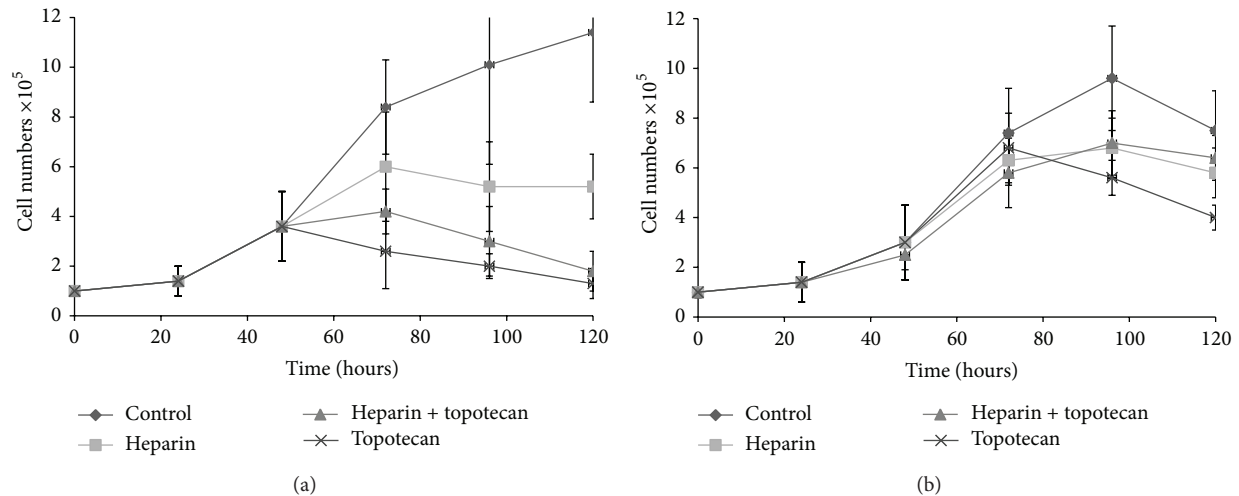 12
10
8
6
4
2
0
Cell numbers ×10⁵
0 20 40 60 80 100 120
Time (hours)
Control
Heparin
Heparin + topotecan
Topotecan
(a)
12
10
8
6
4
2
0
Cell numbers ×10⁵
0 20 40 60 80 100 120
Time (hours)
Control
Heparin
Heparin + topotecan
Topotecan
(b)